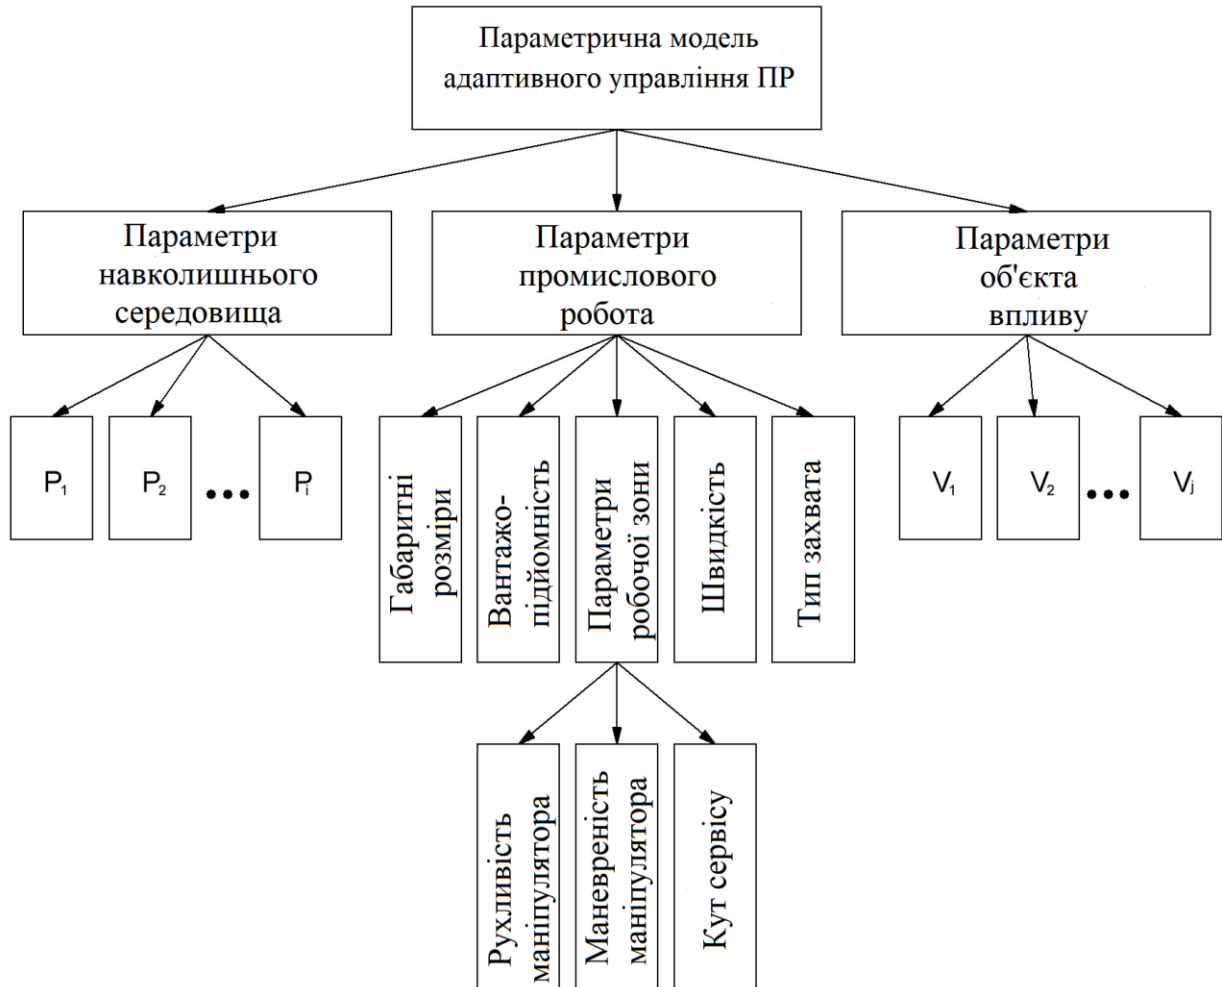 Параметрична модель
адаптивного управління ПР
Параметри
навколишнього
середовища
Параметри
промислового
робота
Параметри
об'єкта
впливу
P₁
P₂
•••
Pᵢ
Габаритні
розміри
Вантажо-
підйомність
Параметри
робочої зони
Швидкість
Тип захвата
V₁
V₂
•••
Vⱼ
Рухливість
маніпулятора
Маневреність
маніпулятора
Кут сервісу